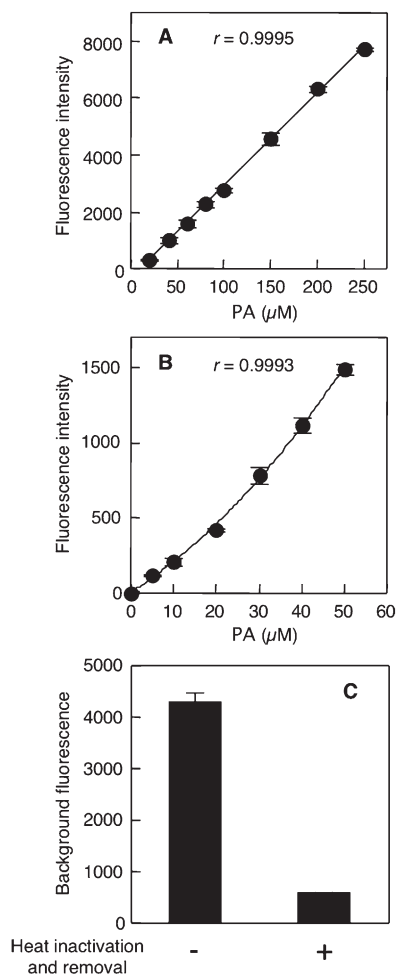 A
r = 0.9995
Fluorescence intensity
8000
6000
4000
2000
0
0 50 100 150 200 250
PA (µM)
B
r = 0.9993
Fluorescence intensity
1500
1000
500
0
0 10 20 30 40 50 60
PA (µM)
C
Background fluorescence
5000
4000
3000
2000
1000
0
Heat inactivation
and removal
- +